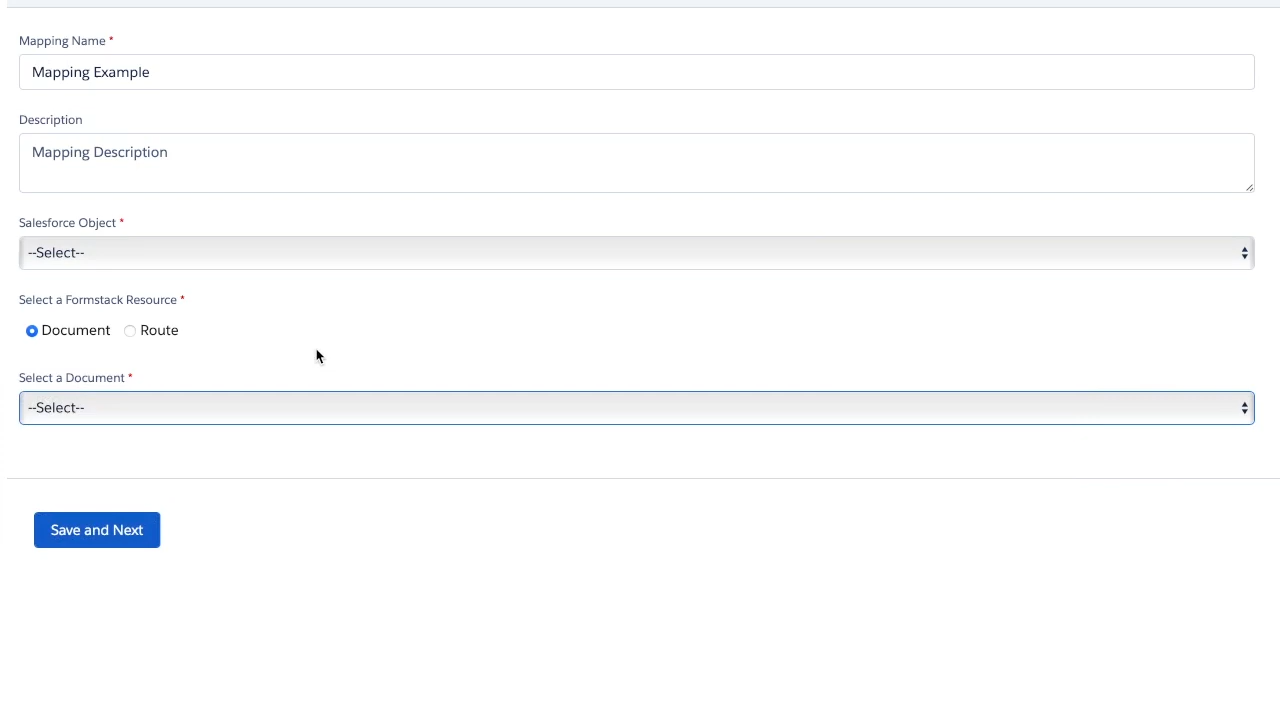 Mapping Name *
Mapping Example
Description
Mapping Description
Salesforce Object *
--Select--
Select a Formstack Resource *
Document Route
Select a Document *
--Select--
Save and Next